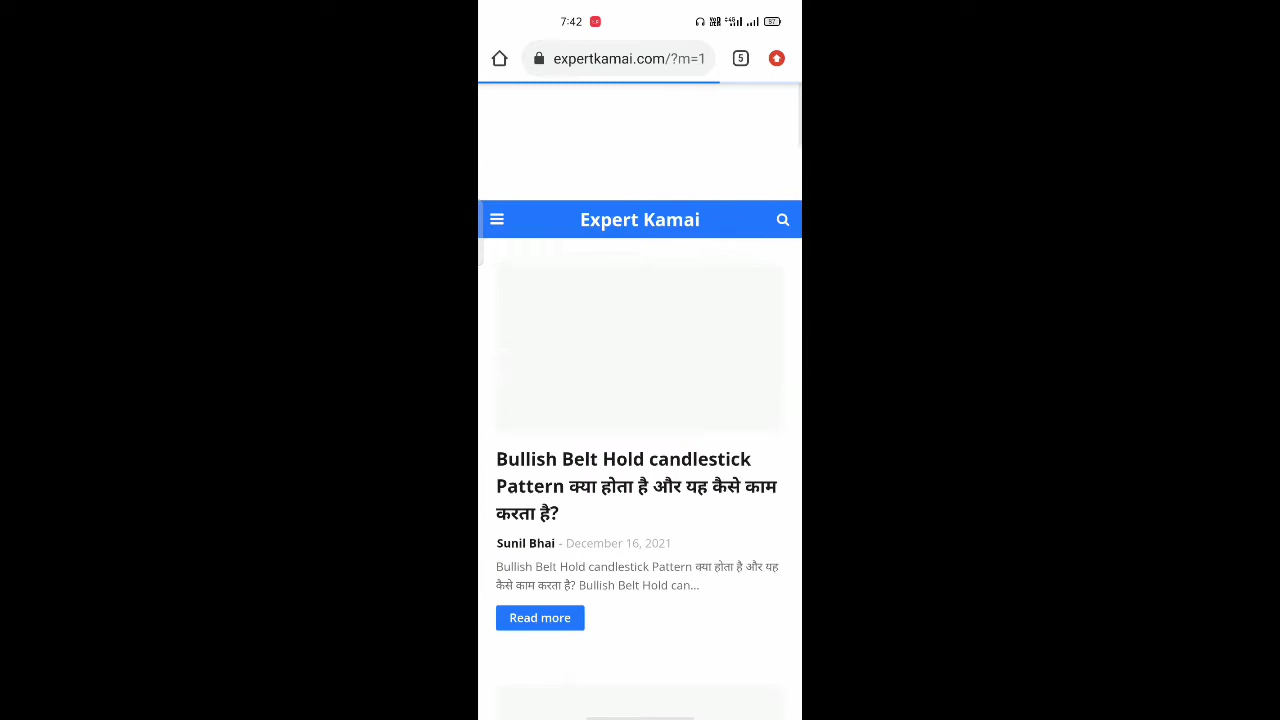 7:42
57
expertkamai.com/?m=1
5
Expert Kamai
Bullish Belt Hold candlestick
Pattern क्या होता है और यह कैसे काम
करता है?
Sunil Bhai - December 16, 2021
Bullish Belt Hold candlestick Pattern क्या होता है और यह
कैसे काम करता है? Bullish Belt Hold can...
Read more